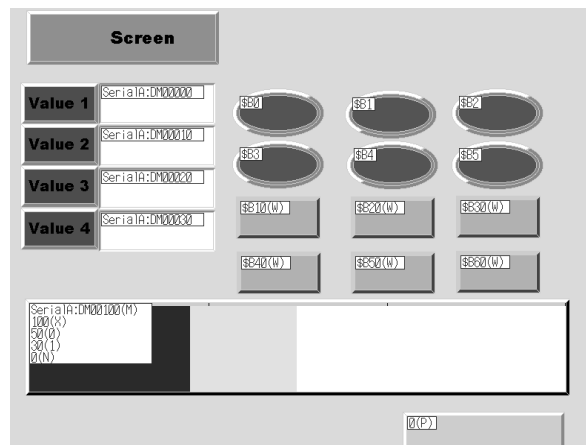 Screen
Value 1
SerialA:DM00000
$B0
$B1
$B2
Value 2
SerialA:DM00010
$B3
$B4
$B5
Value 3
SerialA:DM00020
Value 4
SerialA:DM00030
$B10(W)
$B20(W)
$B30(W)
$B40(W)
$B50(W)
$B60(W)
SerialA:DM00100(M)
100(X)
50(0)
30(1)
0(N)
0(P)